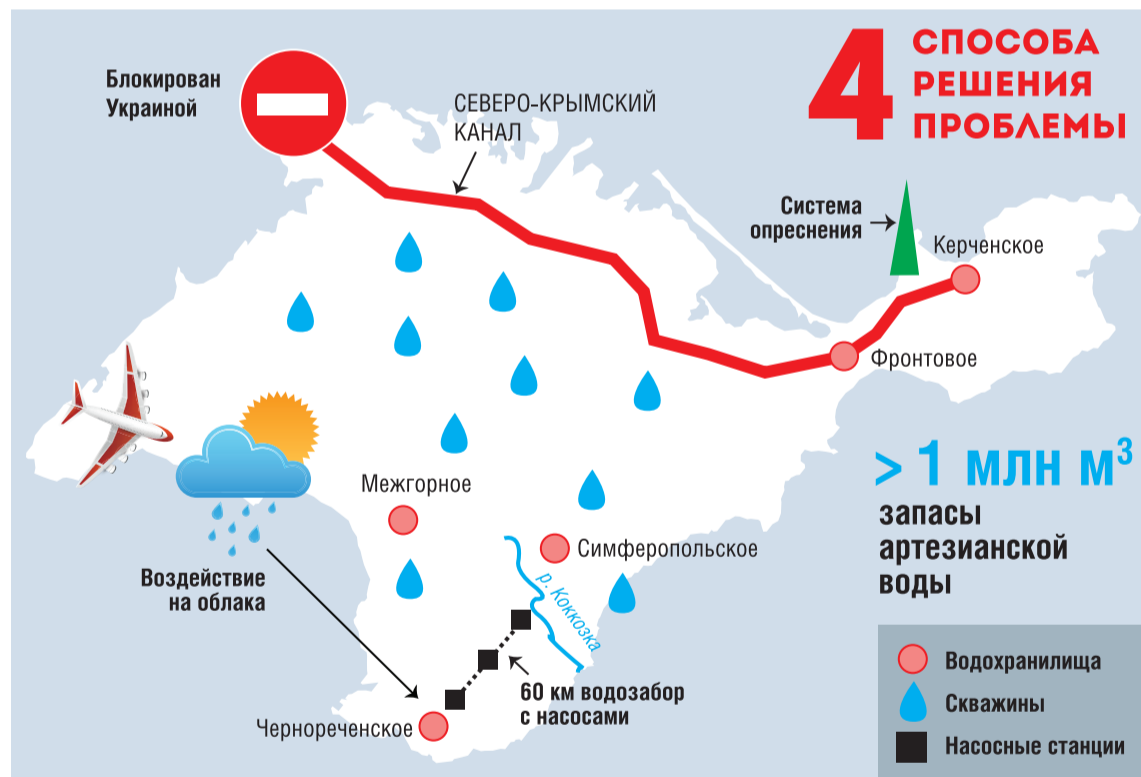 4 СПОСОБА
РЕШЕНИЯ
ПРОБЛЕМЫ
Блокирован
Украиной
СЕВЕРО-КРЫМСКИЙ
КАНАЛ
Система
опреснения
Керченское
Фронтовое
> 1 млн м³
запасы
артезианской
воды
Межгорное
Симферопольское
р. Коккозка
Воздействие
на облака
60 км водозабор
с насосами
Чернореченское
Водохранилища
Скважины
Насосные станции